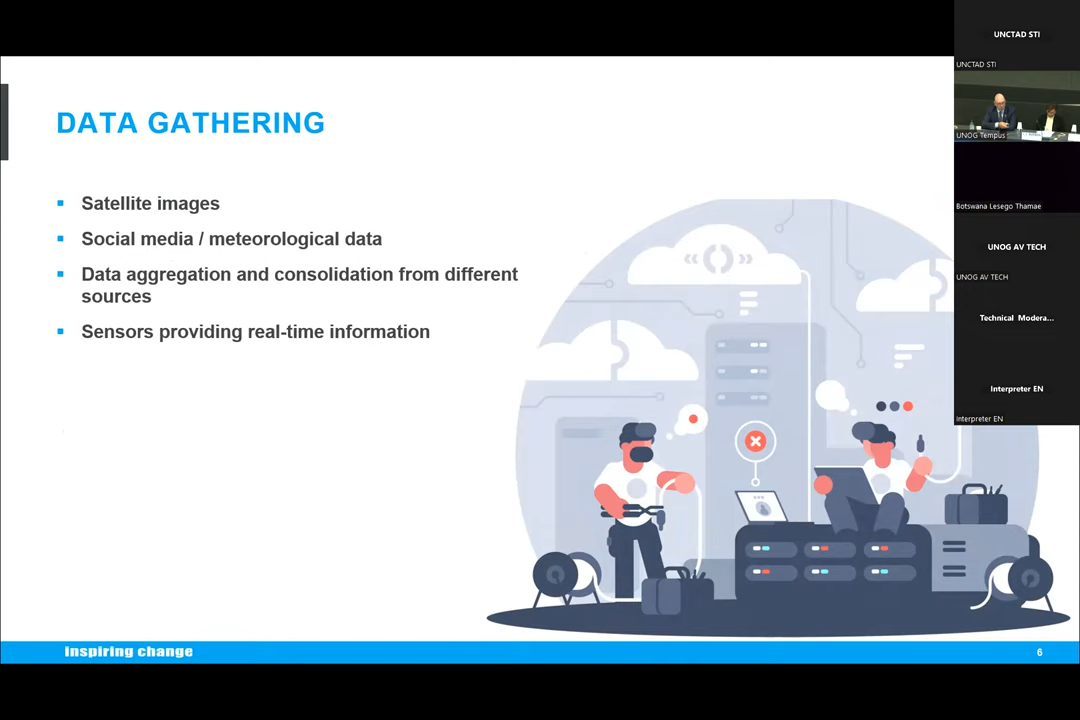 DATA GATHERING
Satellite images
Social media / meteorological data
Data aggregation and consolidation from different
sources
Sensors providing real-time information
inspiring change
6
UNCTAD STI
UNCTAD STI
UNOG Tempus
Botswana Lesego Thamae
UNOG AV TECH
UNOG AV TECH
Technical Modera...
Interpreter EN
Interpreter EN